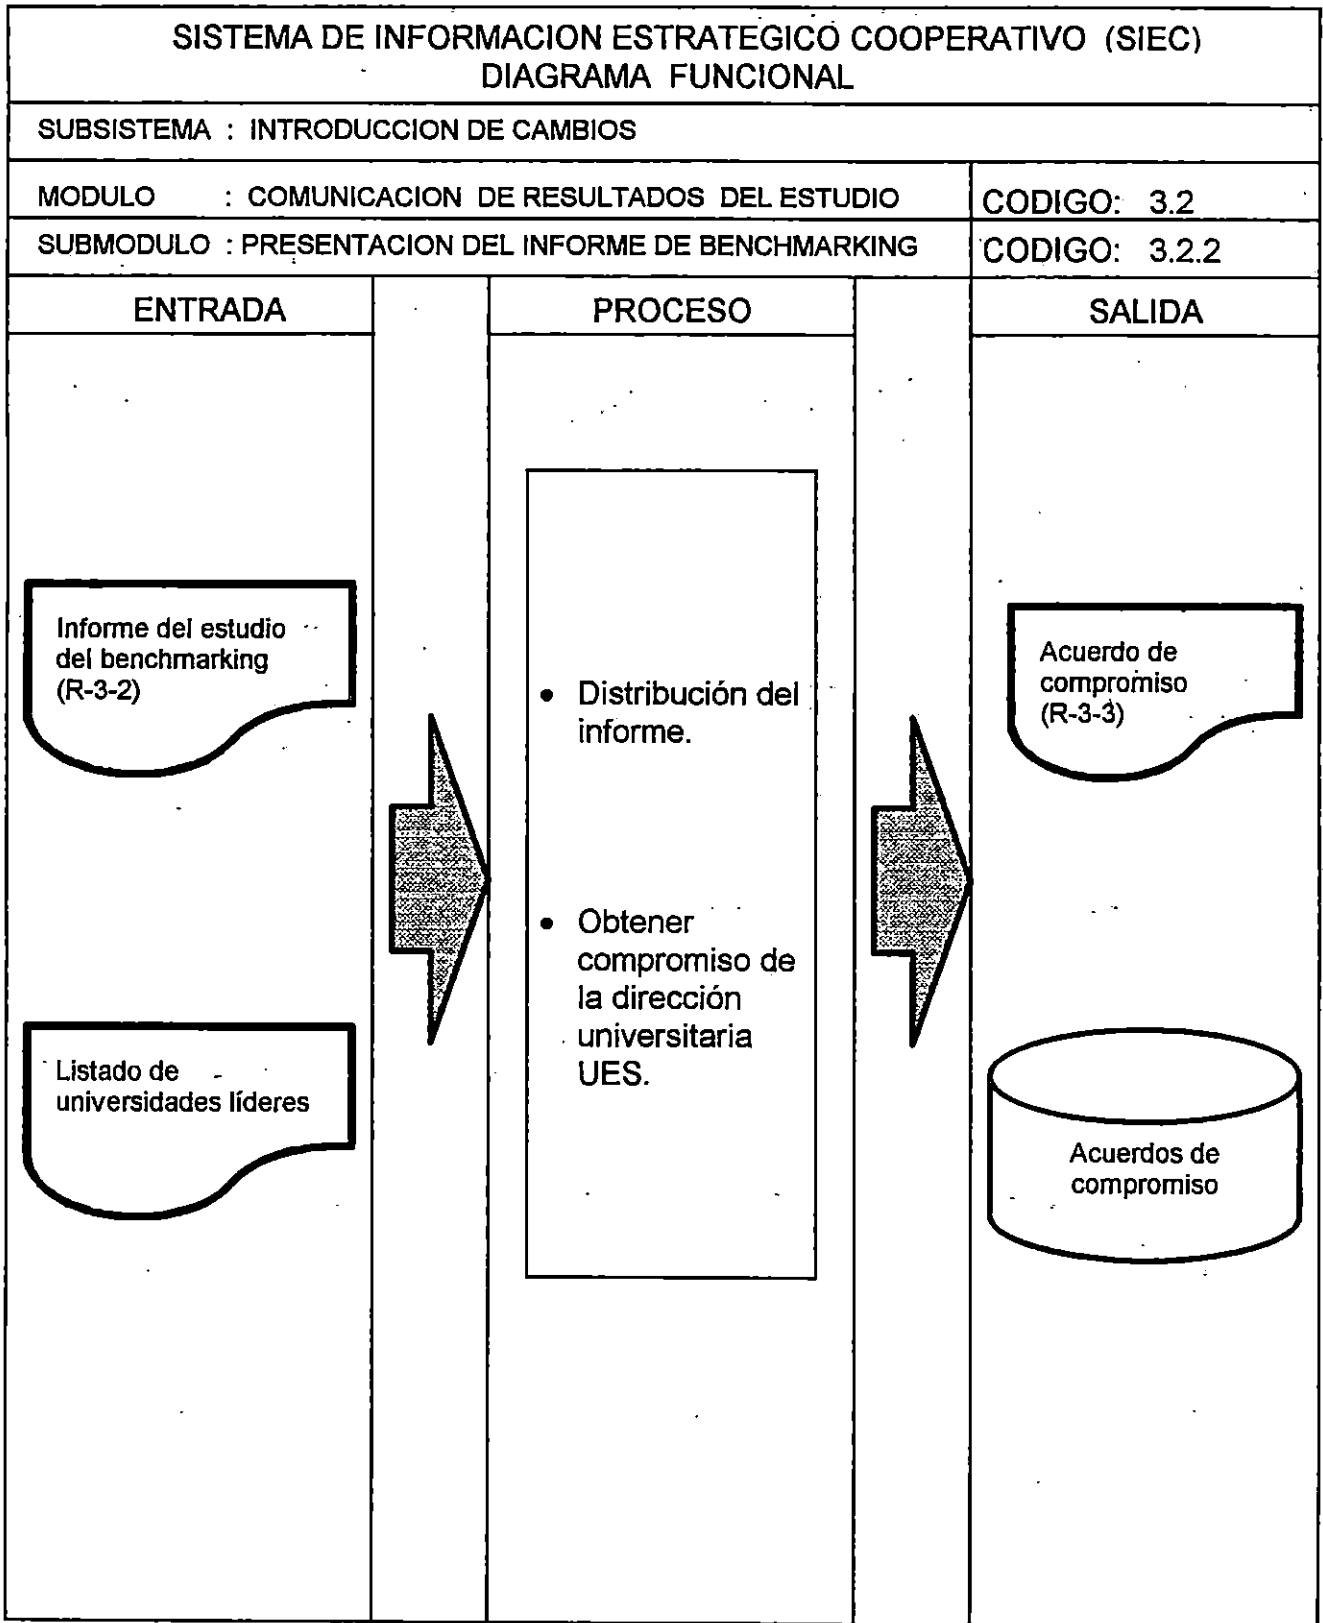 SISTEMA DE INFORMACION ESTRATEGICO COOPERATIVO (SIEC)
DIAGRAMA FUNCIONAL
SUBSISTEMA : INTRODUCCION DE CAMBIOS
MODULO : COMUNICACION DE RESULTADOS DEL ESTUDIO
CODIGO: 3.2
SUBMODULO : PRESENTACION DEL INFORME DE BENCHMARKING
CODIGO: 3.2.2
ENTRADA
PROCESO
SALIDA
Informe del estudio
del benchmarking
(R-3-2)
Listado de
universidades líderes
• Distribución del
informe.
• Obtener
compromiso de
la dirección
universitaria
UES.
Acuerdo de
compromiso
(R-3-3)
Acuerdos de
compromiso